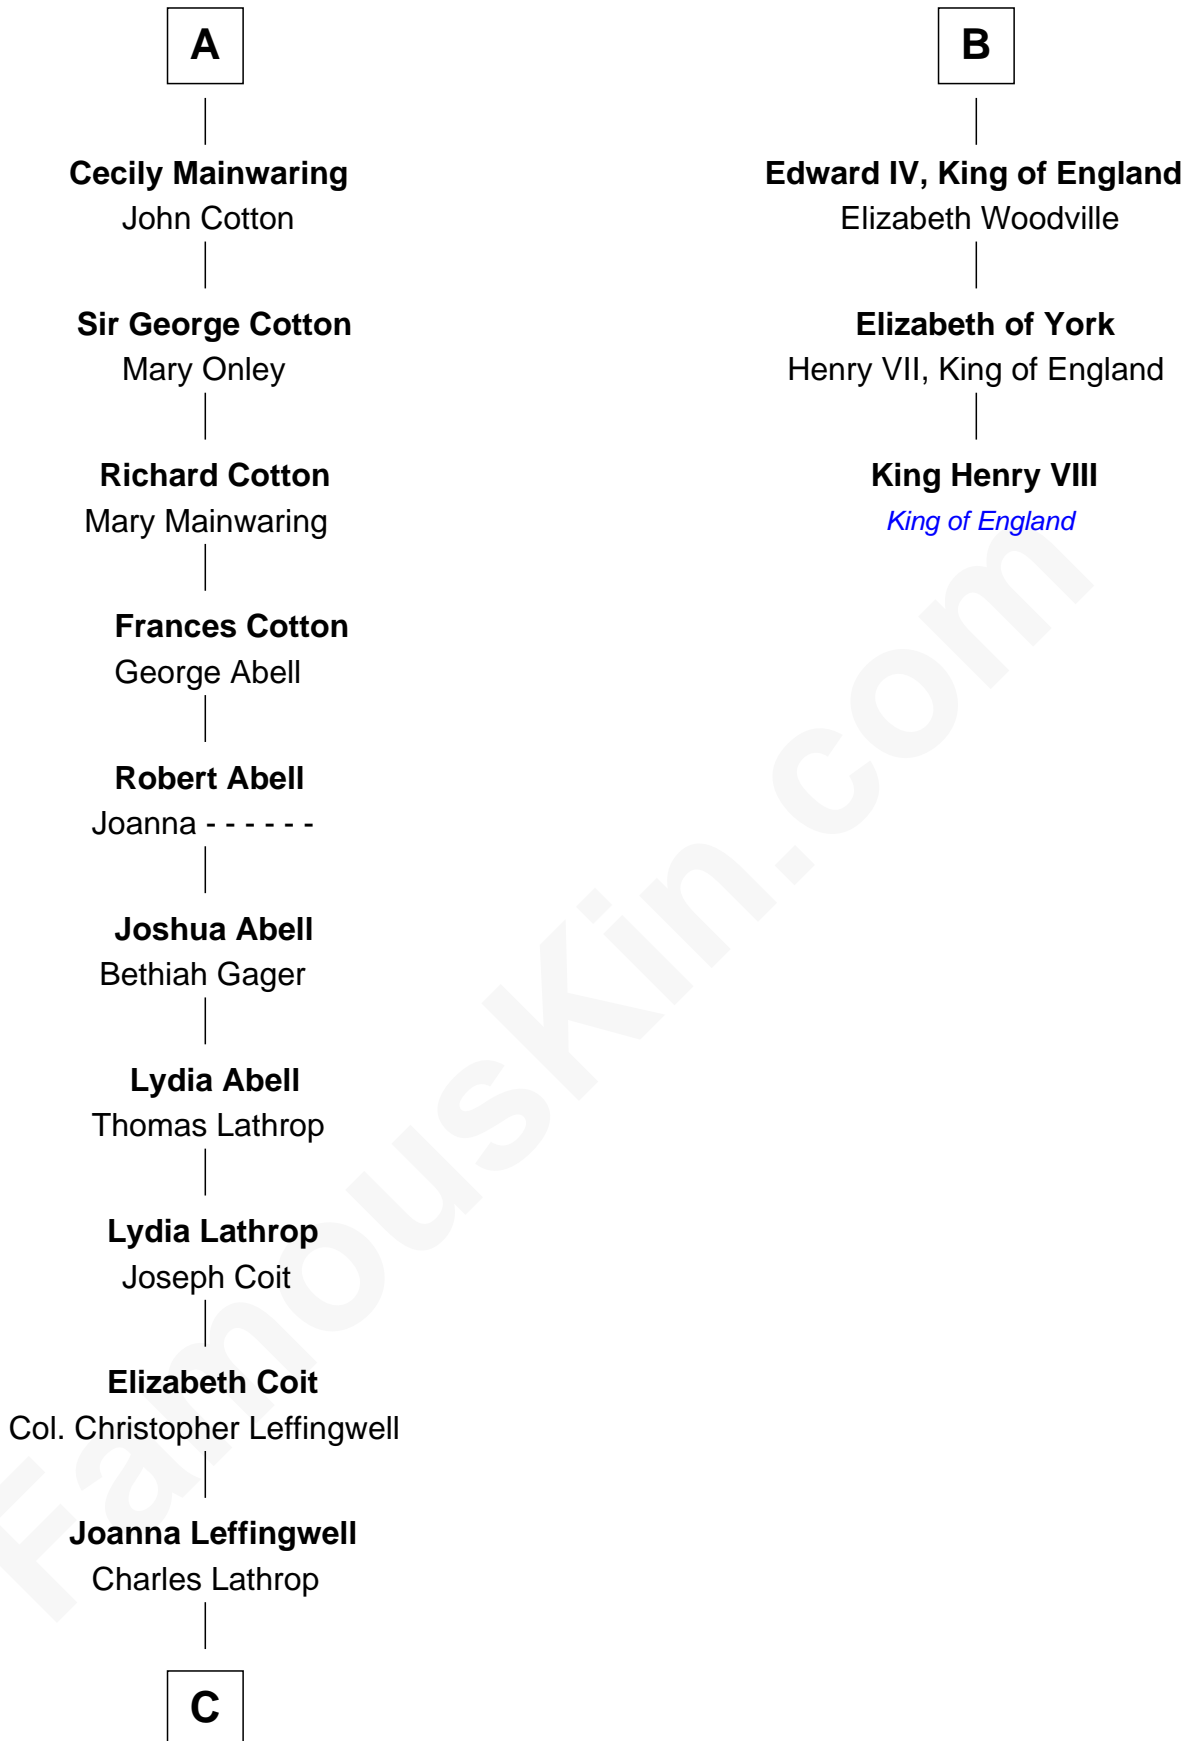 A
Cecily Mainwaring
John Cotton
Sir George Cotton
Mary Onley
Richard Cotton
Mary Mainwaring
Frances Cotton
George Abell
Robert Abell
Joanna - - - - - -
Joshua Abell
Bethiah Gager
Lydia Abell
Thomas Lathrop
Lydia Lathrop
Joseph Coit
Elizabeth Coit
Col. Christopher Leffingwell
Joanna Leffingwell
Charles Lathrop
C
B
Edward IV, King of England
Elizabeth Woodville
Elizabeth of York
Henry VII, King of England
King Henry VIII
King of England
FamousKin.com